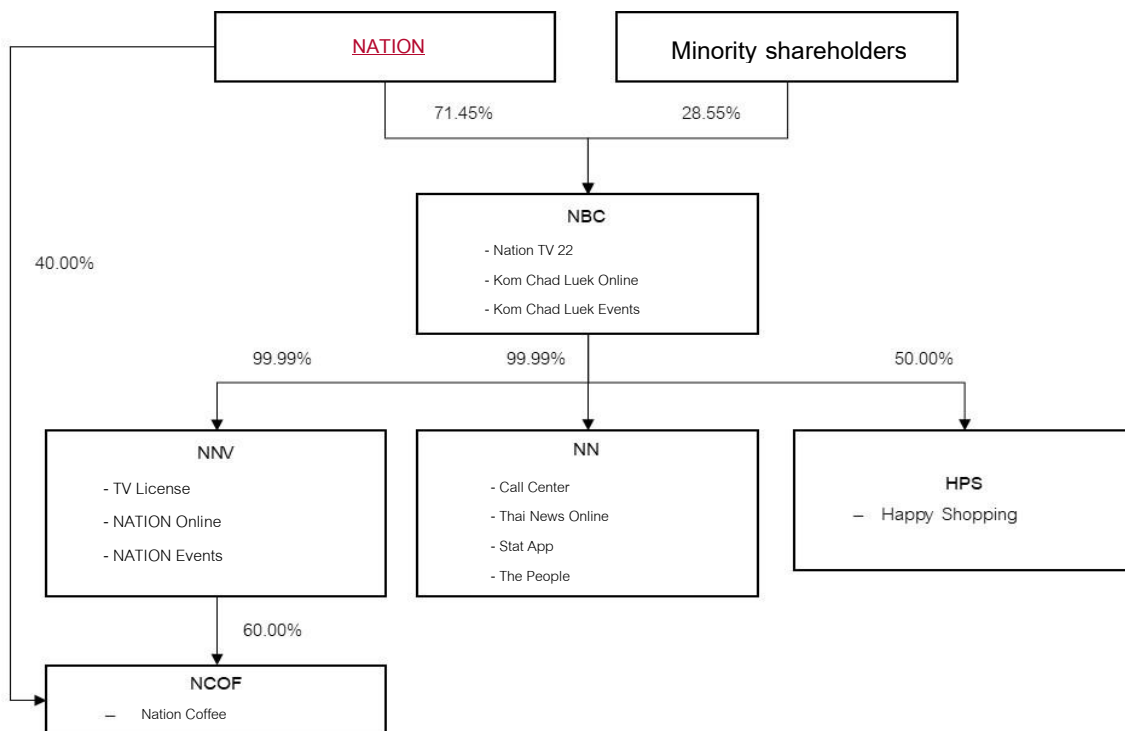 NATION
Minority shareholders
71.45%
28.55%
NBC
- Nation TV 22
- Kom Chad Luek Online
- Kom Chad Luek Events
40.00%
99.99%
99.99%
50.00%
NNV
- TV License
- NATION Online
- NATION Events
NN
- Call Center
- Thai News Online
- Stat App
- The People
HPS
– Happy Shopping
60.00%
NCOF
– Nation Coffee